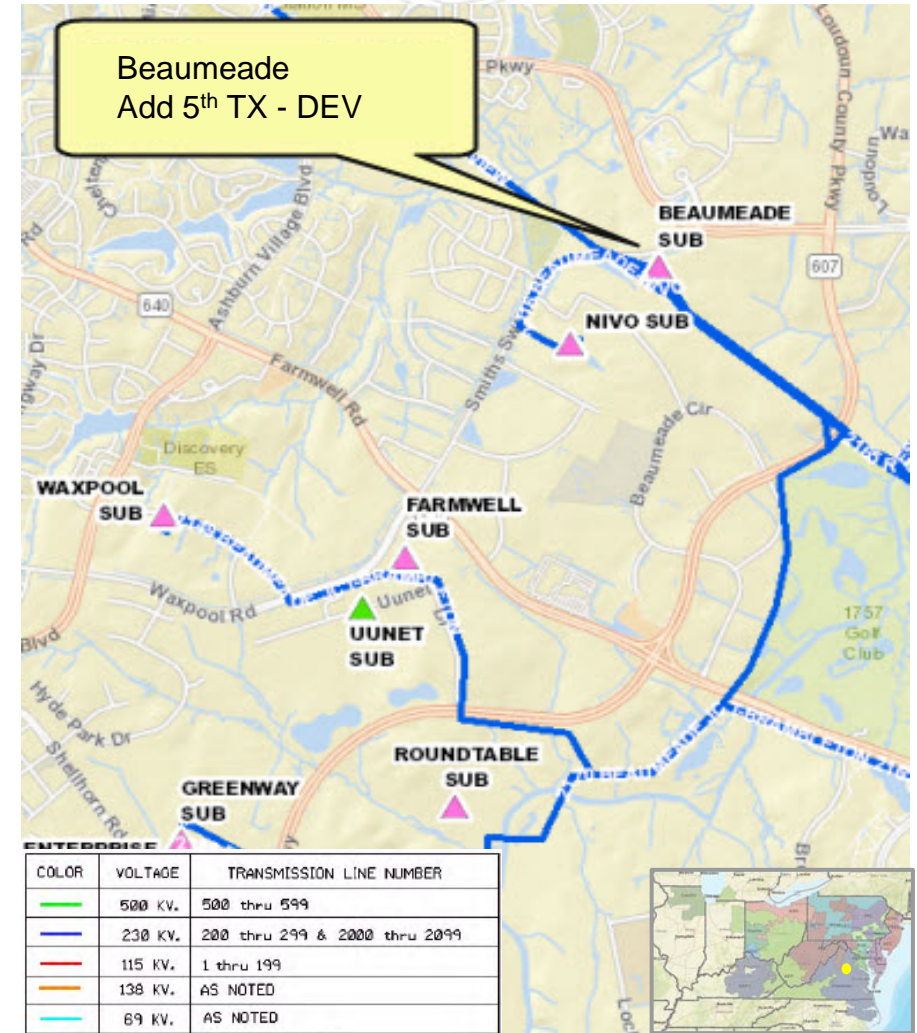 Beaumeade
Add 5th TX - DEV
Pkwy
Loudoun County Pkwy
Loudoun
Ashburn Village Blvd
BEAUMEADE
SUB
607
640
NIVO SUB
Farmwell Rd
Beaumeade Cir
Discovery
ES
WAXPOOL
SUB
FARMWELL
SUB
Waxpool Rd
Uunet
UUNET
SUB
1757
Golf
Club
Blvd
Hyde Park Dr
Shellhorn Rd
ROUNDTABLE
SUB
GREENWAY
SUB
ENTERPRISE
COLOR VOLTAGE TRANSMISSION LINE NUMBER
500 KV. 500 thru 599
230 KV. 200 thru 299 & 2000 thru 2099
115 KV. 1 thru 199
138 KV. AS NOTED
69 KV. AS NOTED